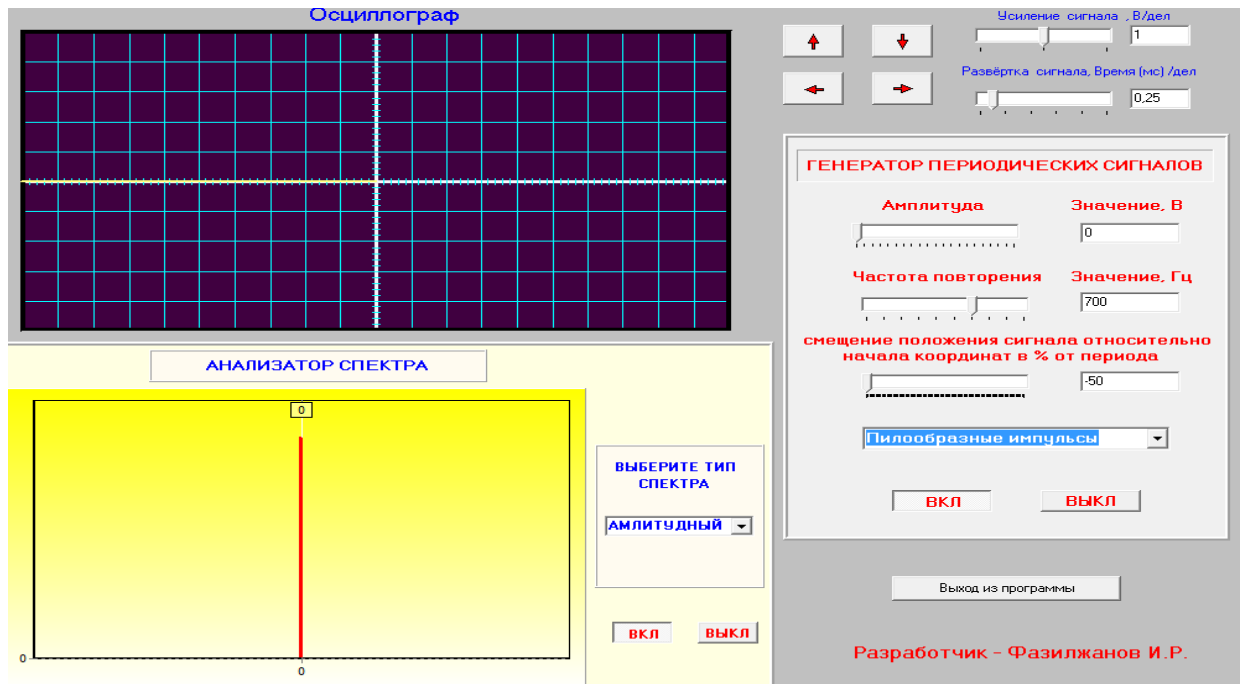 Осциллограф
Усиление сигнала , В/дел
1
Развёртка сигнала, Время (мс) /дел
0,25
ГЕНЕРАТОР ПЕРИОДИЧЕСКИХ СИГНАЛОВ
Амплитуда
Значение, В
0
Частота повторения
Значение, Гц
700
смещение положения сигнала относительно
начала координат в % от периода
-50
Пилообразные импульсы
ВКЛ
ВЫКЛ
АНАЛИЗАТОР СПЕКТРА
0
0
0
ВЫБЕРИТЕ ТИП
СПЕКТРА
АМЛИТУДНЫЙ
ВКЛ
ВЫКЛ
Выход из программы
Разработчик - Фазилжанов И.Р.